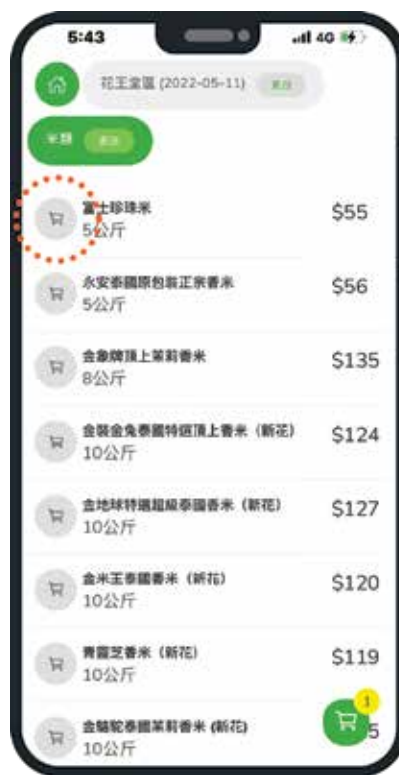 5:43
4G
花王堂區 (2022-05-11)
米類
富士珍珠米
$55
5公斤
永安泰國原包裝正宗香米
$56
5公斤
金象牌頂上茉莉香米
$135
8公斤
金裝金兔泰國特選頂上香米（新花）
$124
10公斤
金地球特選超級泰國香米（新花）
$127
10公斤
金米王泰國香米（新花）
$120
10公斤
青靈芝香米（新花）
$119
10公斤
1
金駱駝泰國茉莉香米 (新花)
5
10公斤